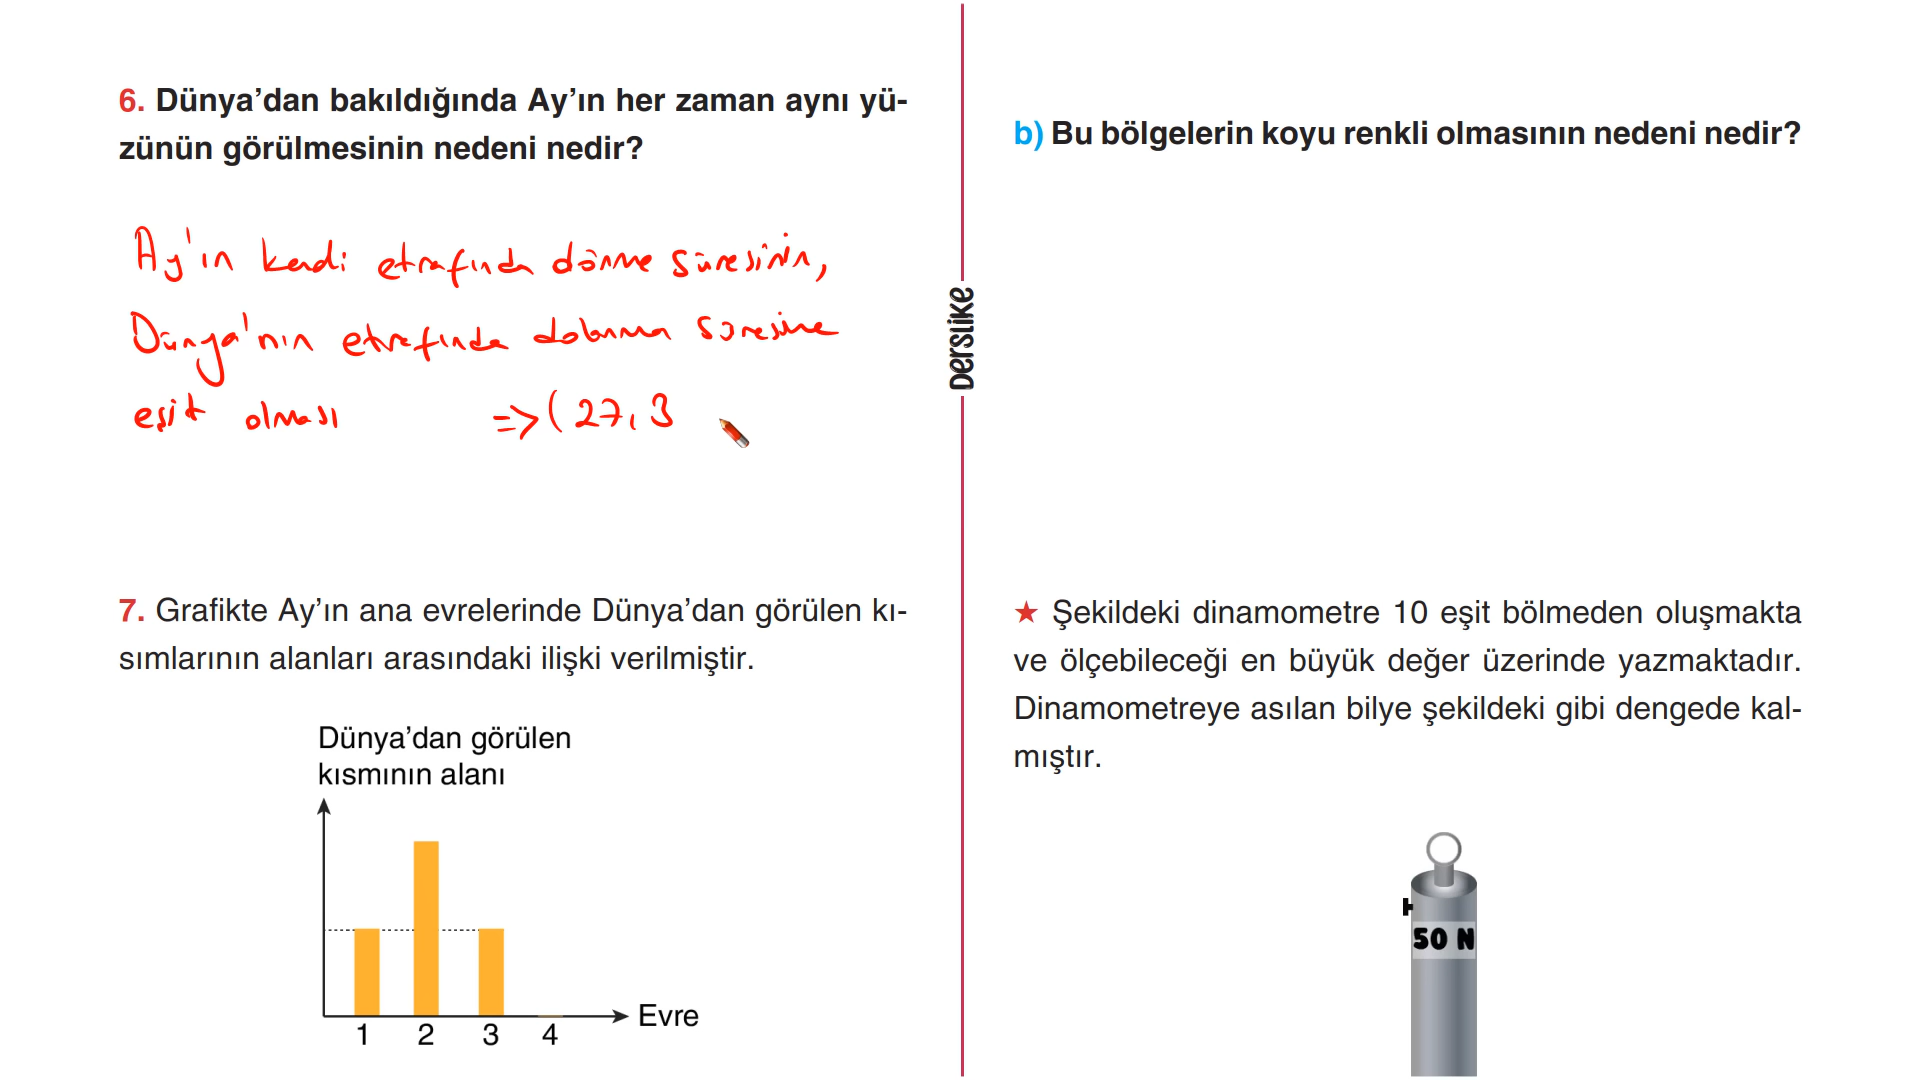 6. Dünya’dan bakıldığında Ay’ın her zaman aynı yü-
zünün görülmesinin nedeni nedir?
Ay'ın kendi etrafında dönme süresinin,
Dünya'nın etrafında dolanma süresine
eşit olması => (27,3
7. Grafikte Ay’ın ana evrelerinde Dünya’dan görülen kı-
sımlarının alanları arasındaki ilişki verilmiştir.
Dünya’dan görülen
kısmının alanı
Evre
1 2 3 4
Derslike
b) Bu bölgelerin koyu renkli olmasının nedeni nedir?
★ Şekildeki dinamometre 10 eşit bölmeden oluşmakta
ve ölçebileceği en büyük değer üzerinde yazmaktadır.
Dinamometreye asılan bilye şekildeki gibi dengede kal-
mıştır.
50 N